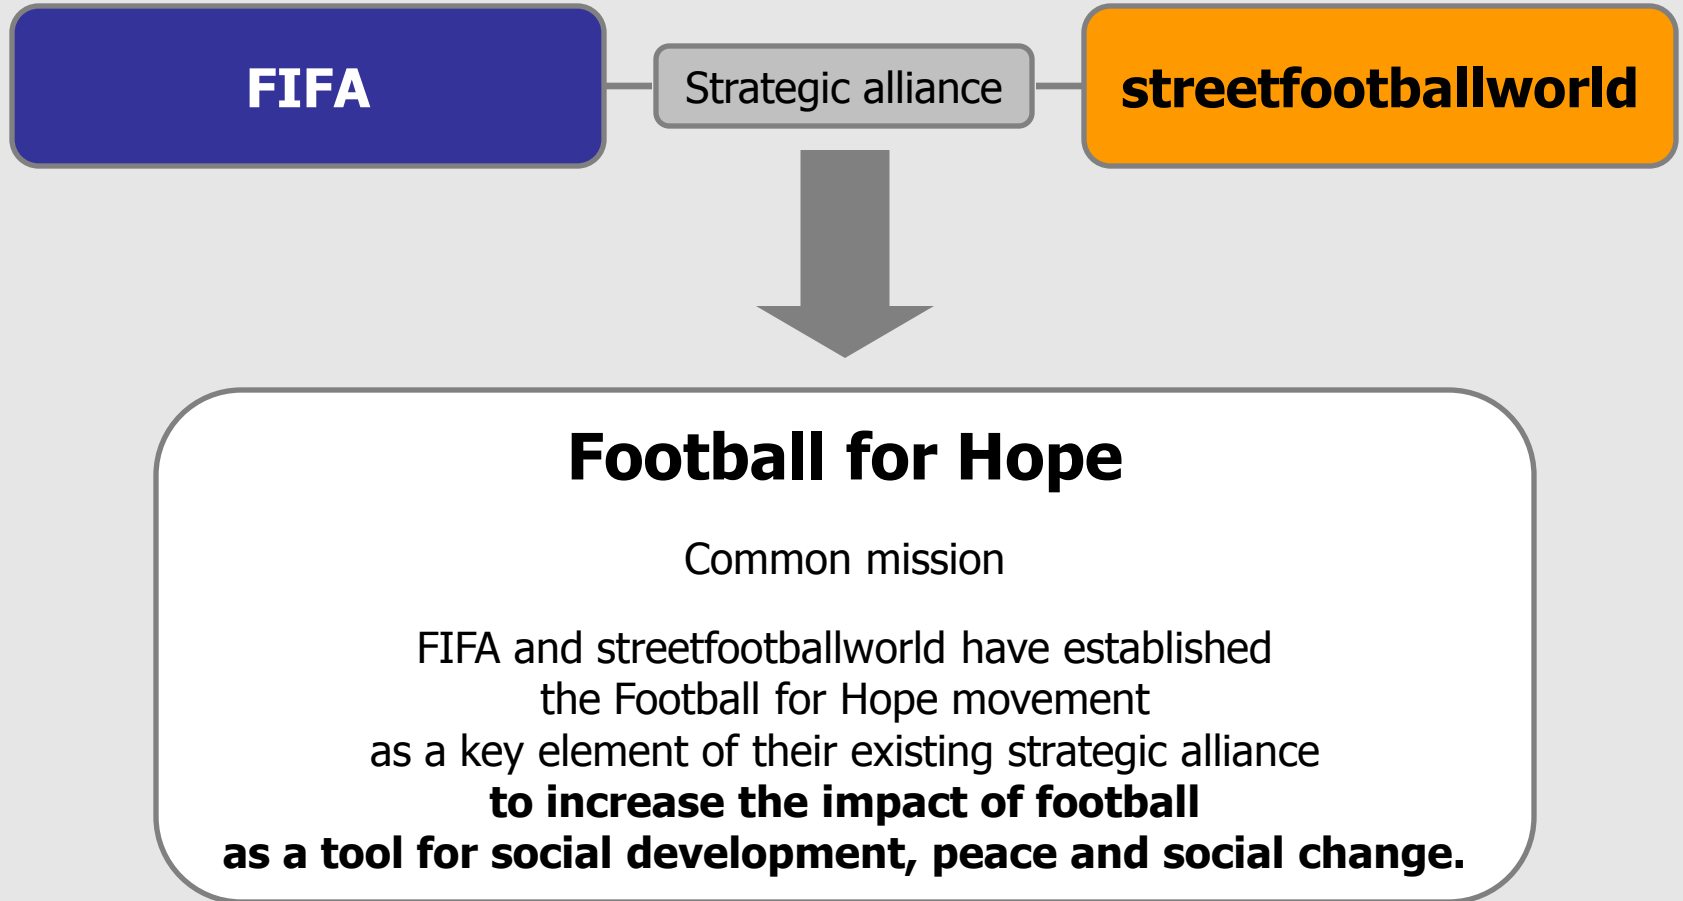 FIFA
Strategic alliance
streetfootballworld
Football for Hope
Common mission
FIFA and streetfootballworld have established
the Football for Hope movement
as a key element of their existing strategic alliance
to increase the impact of football
as a tool for social development, peace and social change.